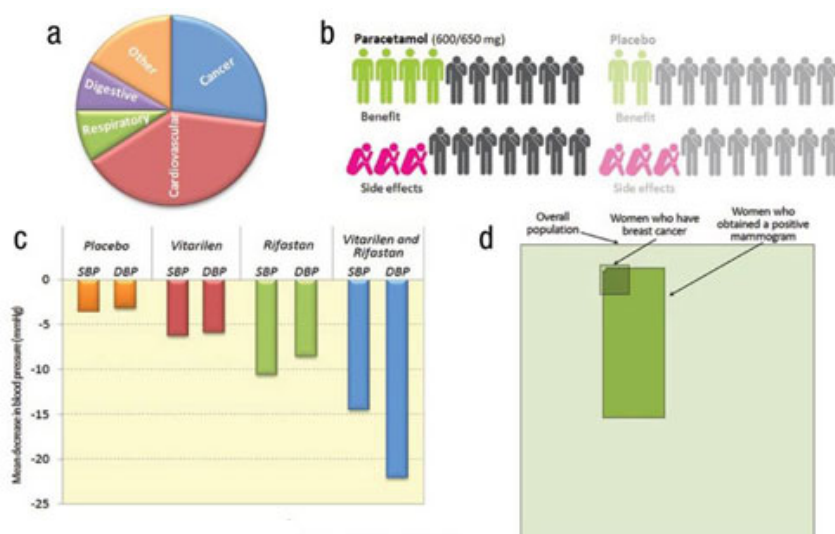 a
Other
Cancer
Digestive
Respiratory
Cardiovascular
b
Paracetamol (600/650 mg)
Placebo
Benefit
Benefit
Side effects
Side effects
c
Placebo
Vitarilen
Rifastan
Vitarilen and
Rifastan
SBP DBP SBP DBP SBP DBP SBP DBP
0
-5
-10
-15
-20
-25
Mean decrease in blood pressure (mmHg)
d
Overall
population
Women who have
breast cancer
Women who
obtained a positive
mammogram